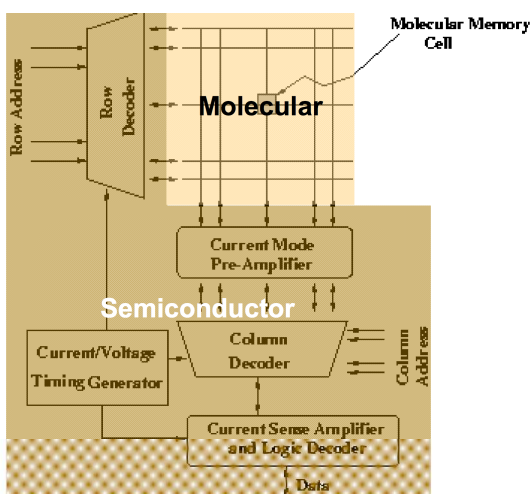 Molecular Memory
Cell
Row Address
Row
Decoder
Molecular
Current Mode
Pre-Amplifier
Semiconductor
Current/Voltage
Timing Generator
Column
Decoder
Column
Address
Current Sense Amplifier
and Logic Decoder
Data